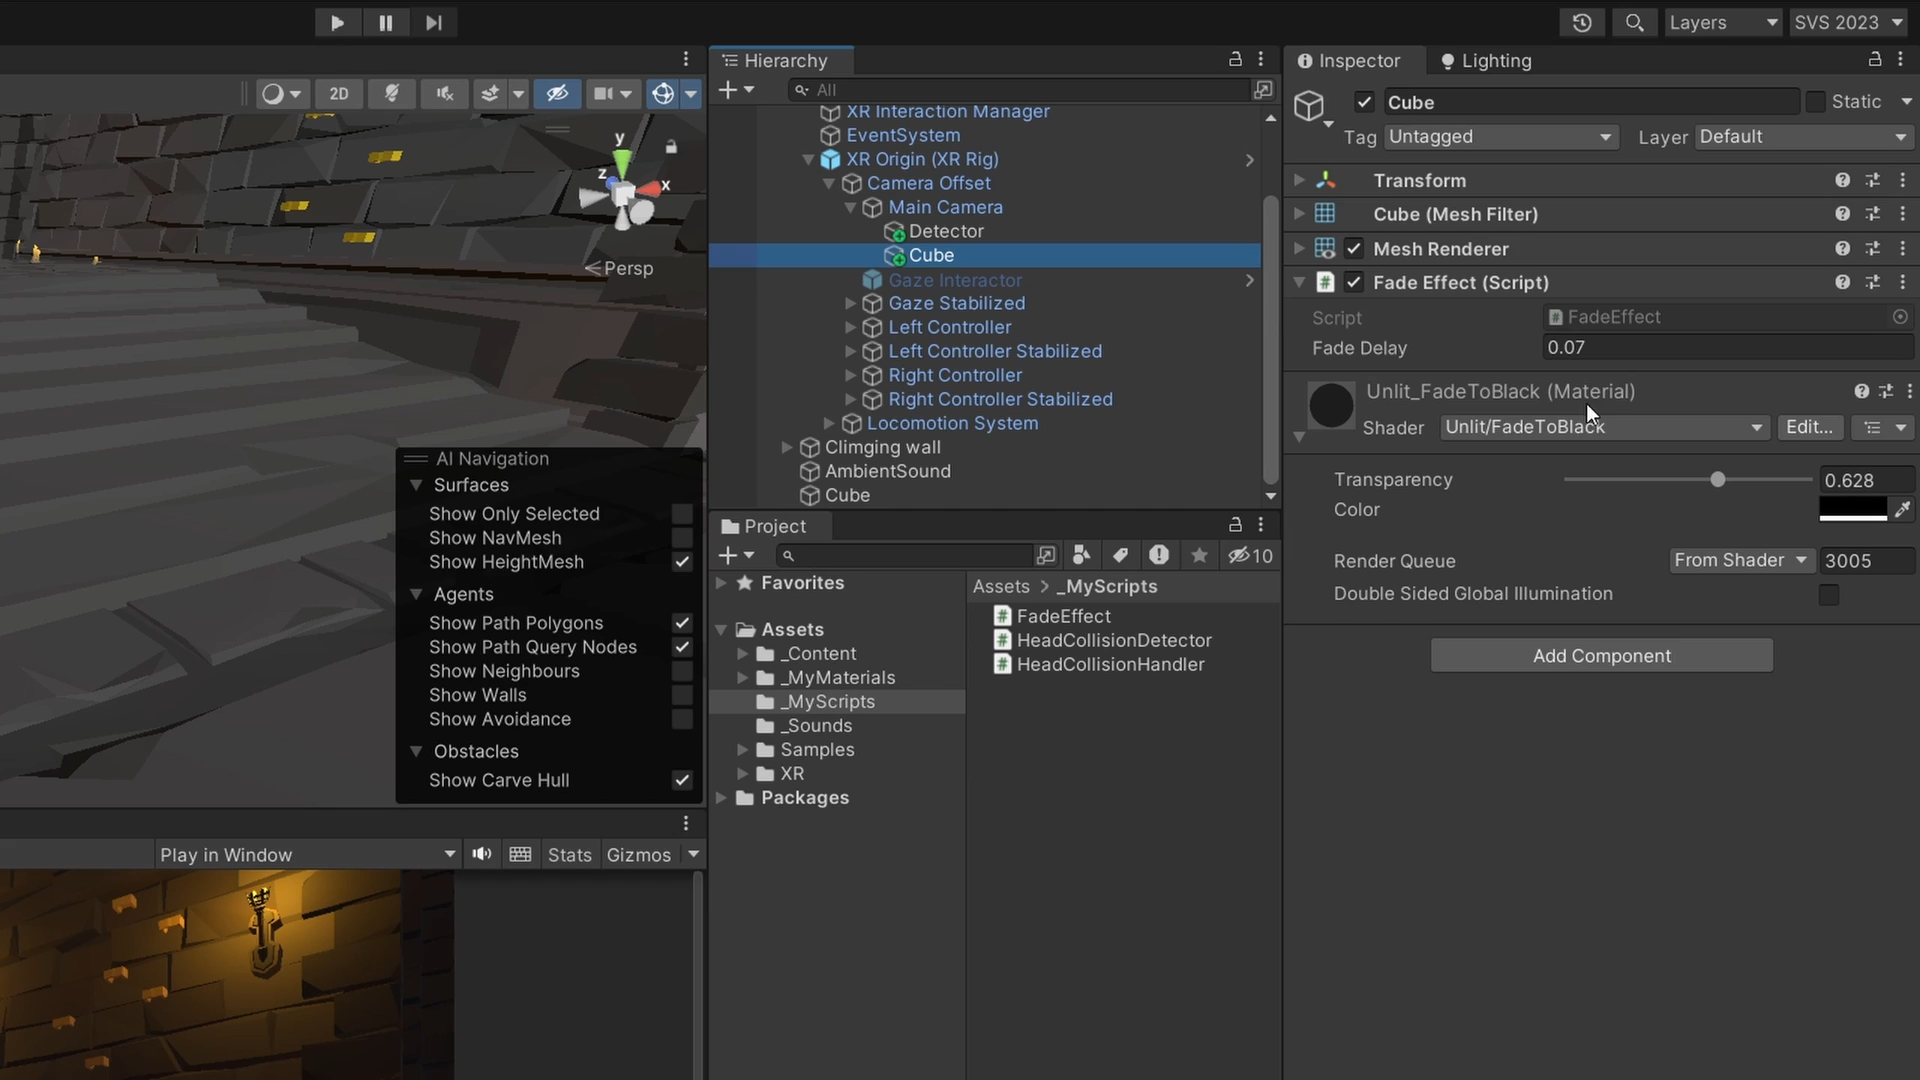 Layers
SVS 2023
2D
y
z
x
Persp
AI Navigation
Surfaces
Show Only Selected
Show NavMesh
Show HeightMesh
Agents
Show Path Polygons
Show Path Query Nodes
Show Neighbours
Show Walls
Show Avoidance
Obstacles
Show Carve Hull
Play in Window
Stats
Gizmos
Hierarchy
All
XR Interaction Manager
EventSystem
XR Origin (XR Rig)
Camera Offset
Main Camera
Detector
Cube
Gaze Interactor
Gaze Stabilized
Left Controller
Left Controller Stabilized
Right Controller
Right Controller Stabilized
Locomotion System
Climging wall
AmbientSound
Cube
Project
10
Favorites
Assets
_Content
_MyMaterials
_MyScripts
_Sounds
Samples
XR
Packages
Assets > _MyScripts
FadeEffect
HeadCollisionDetector
HeadCollisionHandler
Inspector
Lighting
Cube
Static
Tag Untagged
Layer Default
Transform
Cube (Mesh Filter)
Mesh Renderer
Fade Effect (Script)
Script FadeEffect
Fade Delay 0.07
Unlit_FadeToBlack (Material)
Shader Unlit/FadeToBlack Edit...
Transparency 0.628
Color
Render Queue From Shader 3005
Double Sided Global Illumination
Add Component